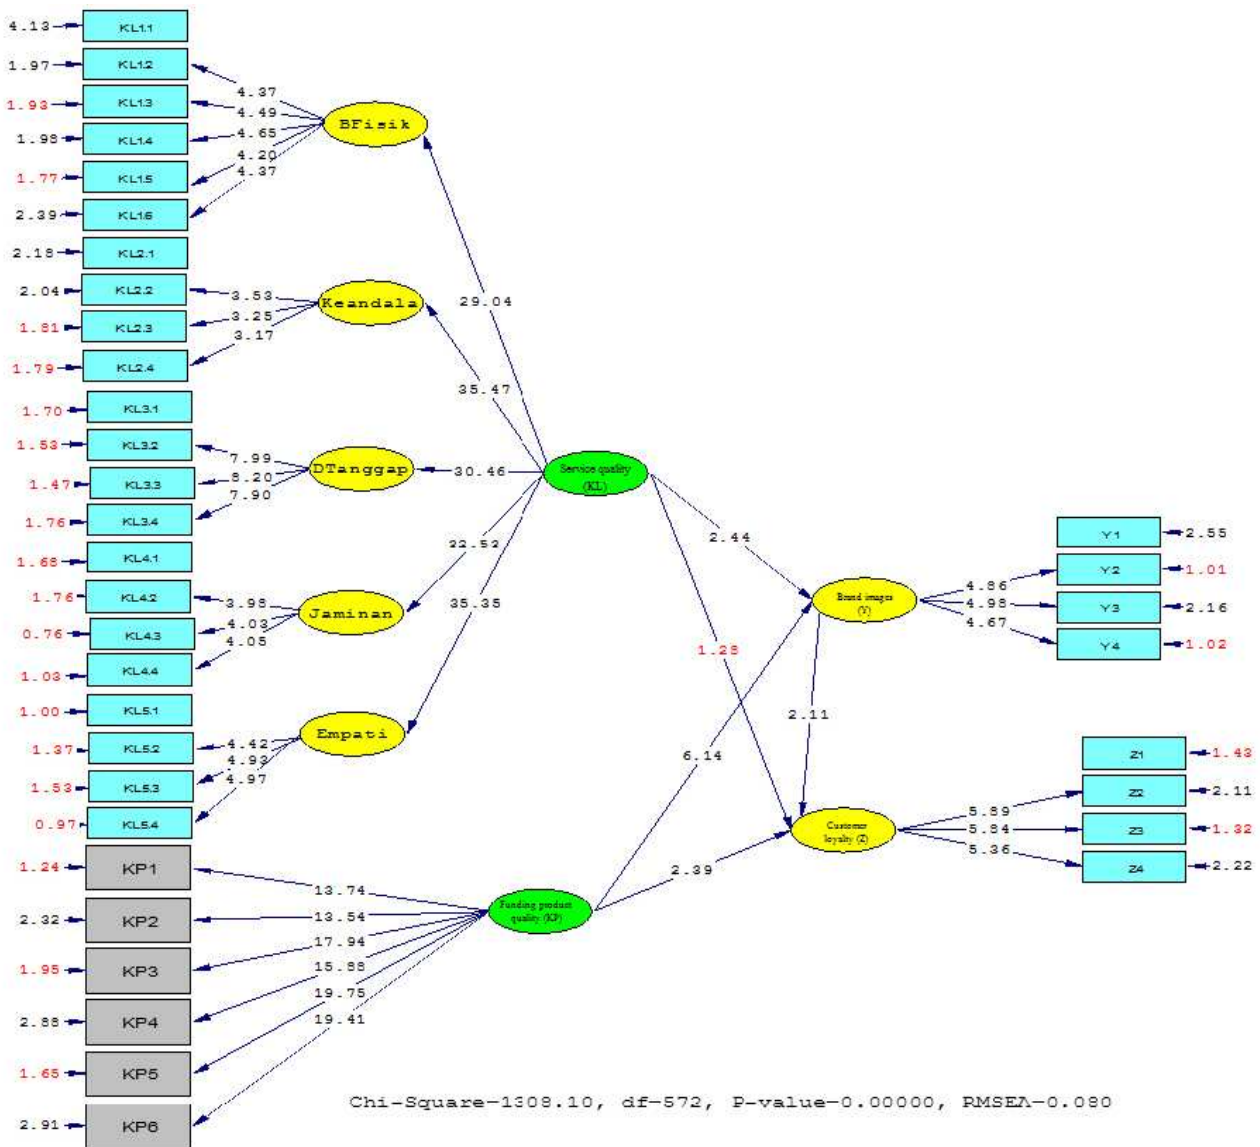 4.13 KL1.1
1.97 KL1.2
1.93 KL1.3
1.98 KL1.4
1.77 KL1.5
2.39 KL1.6
4.37
4.49
4.65
4.20
4.37
BFisik
2.18 KL2.1
2.04 KL2.2
1.81 KL2.3
1.79 KL2.4
3.53
3.25
3.17
Keandala
1.70 KL3.1
1.53 KL3.2
1.47 KL3.3
1.76 KL3.4
7.99
8.20
7.90
DTanggap
1.68 KL4.1
1.76 KL4.2
0.76 KL4.3
1.03 KL4.4
3.98
4.03
4.05
Jaminan
1.00 KL5.1
1.37 KL5.2
1.53 KL5.3
0.97 KL5.4
4.42
4.93
4.97
Empati
29.04
35.47
30.46
35.35
Service quality
(KL)
1.24 KP1
2.32 KP2
1.95 KP3
2.88 KP4
1.65 KP5
2.91 KP6
13.74
13.54
17.94
15.88
19.75
19.41
Funding product
quality (KP)
2.44
1.28
2.11
6.14
2.39
Brand images
(Y)
4.86
4.98
4.67
Y1 2.55
Y2 1.01
Y3 2.16
Y4 1.02
Customer
loyalty (Z)
5.89
5.84
5.36
Z1 1.43
Z2 2.11
Z3 1.32
Z4 2.22
Chi-Square=1308.10, df=572, P-value=0.00000, RMSEA=0.080